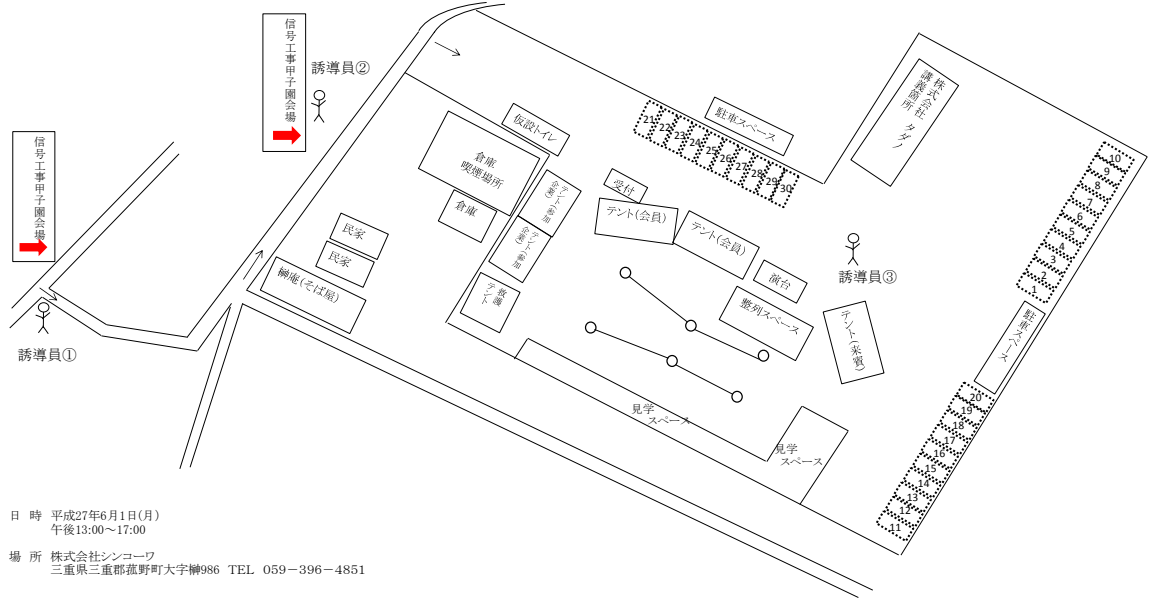 信号工事甲子園会場
誘導員②
信号工事甲子園会場
誘導員①
株式会社 タダノ
講義箇所
駐車スペース
仮設トイレ
21
22
23
24
25
26
27
28
29
30
10
9
8
7
6
5
4
3
2
1
倉庫
喫煙場所
倉庫
テント(参加
企業)
テント(参加
企業)
救護
テント
受付
テント(会員)
テント(会員)
演台
整列スペース
誘導員③
テント(来賓)
民家
民家
榊庵(そば屋)
駐車スペース
20
19
18
17
16
15
14
13
12
11
見学
スペース
見学
スペース
日 時 平成27年6月1日(月)
午後13:00～17:00
場 所 株式会社シンコーワ
三重県三重郡菰野町大字榊986 TEL 059－396－4851